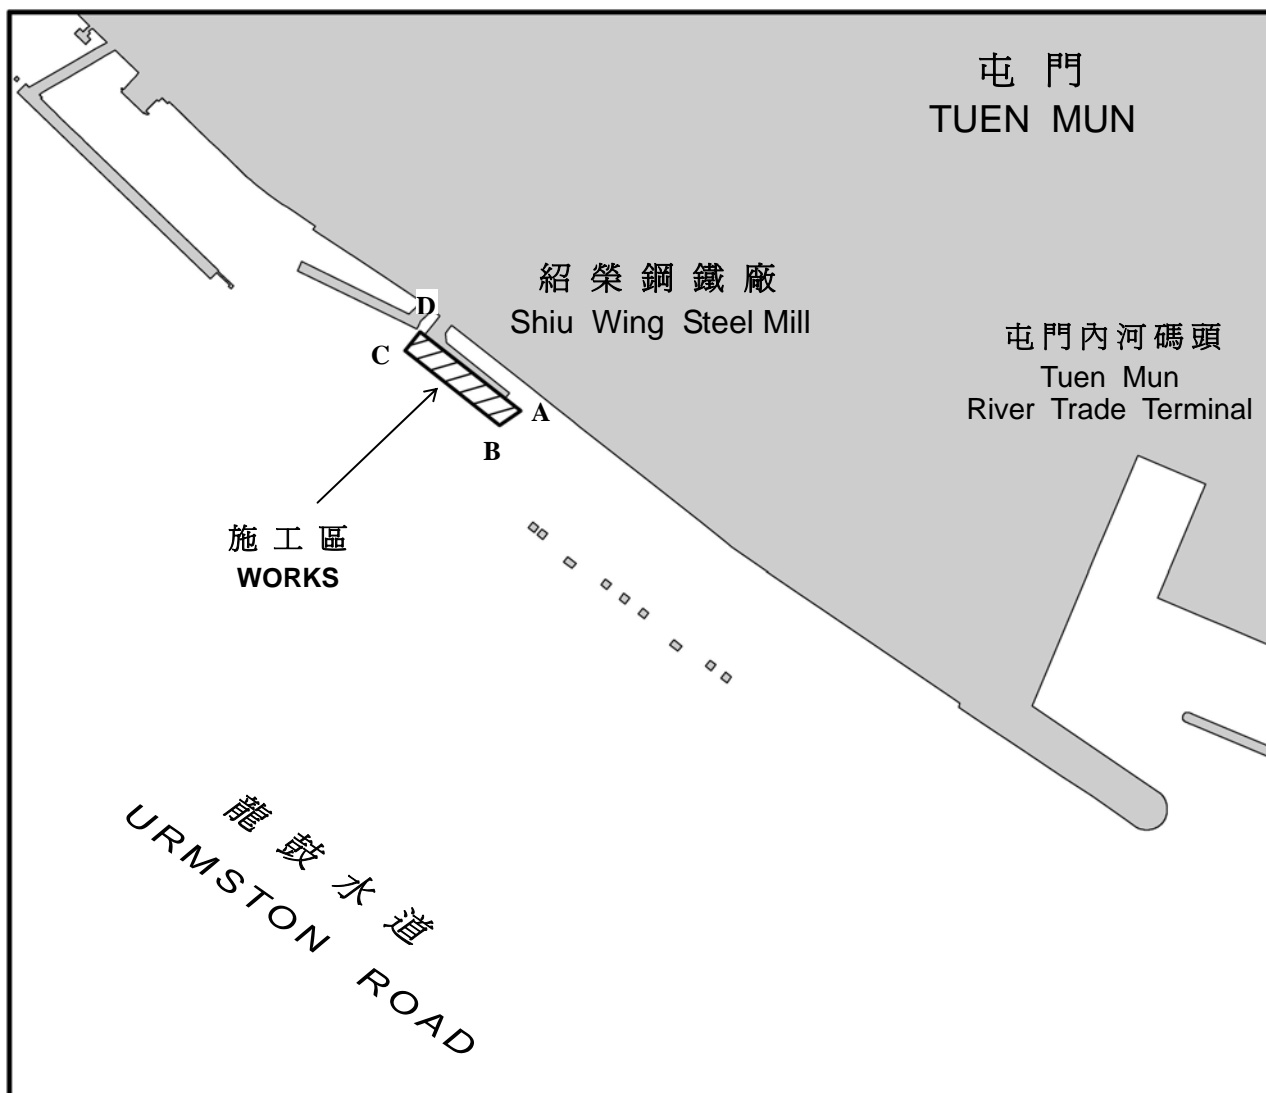 屯門
TUEN MUN
紹榮鋼鐵廠
Shiu Wing Steel Mill
屯門內河碼頭
Tuen Mun
River Trade Terminal
D
C
A
B
施工區
WORKS
龍鼓水道
URMSTON ROAD